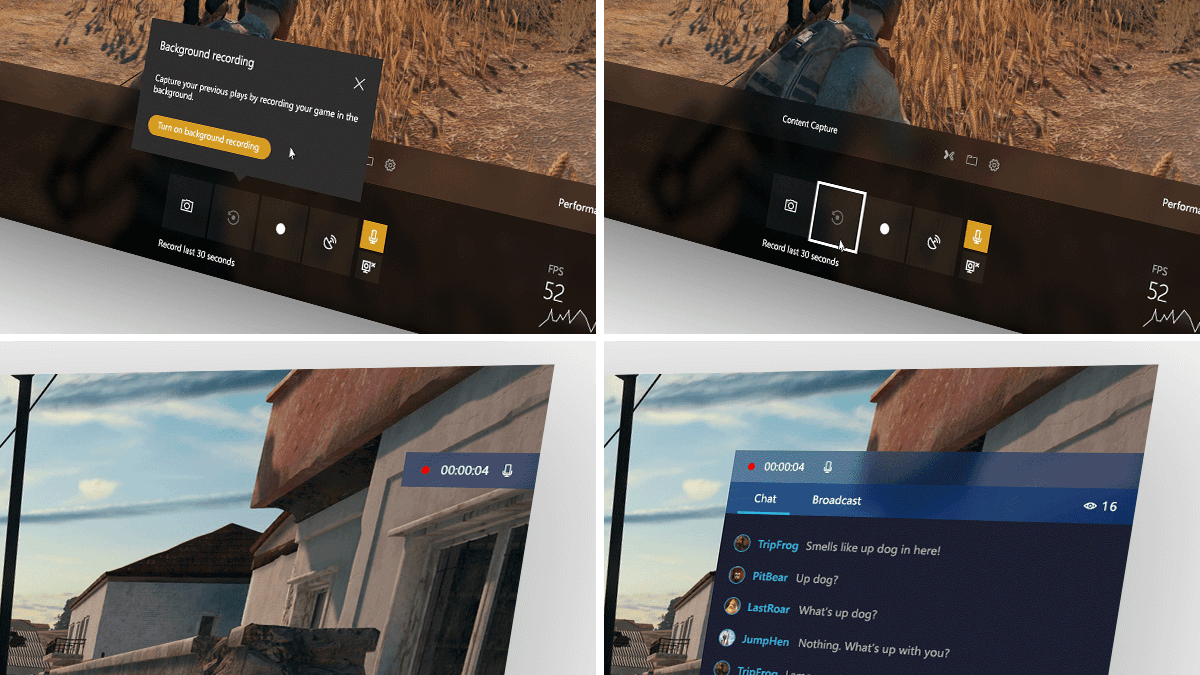 Background recording
Capture your previous plays by recording your game in the
background.
Turn on background recording
Record last 30 seconds
FPS
52
Content Capture
Record last 30 seconds
FPS
52
00:00:04
00:00:04
Chat
Broadcast
16
TripFrog Smells like up dog in here!
PitBear Up dog?
LastRoar What's up dog?
JumpHen Nothing. What's up with you?
TripFrog